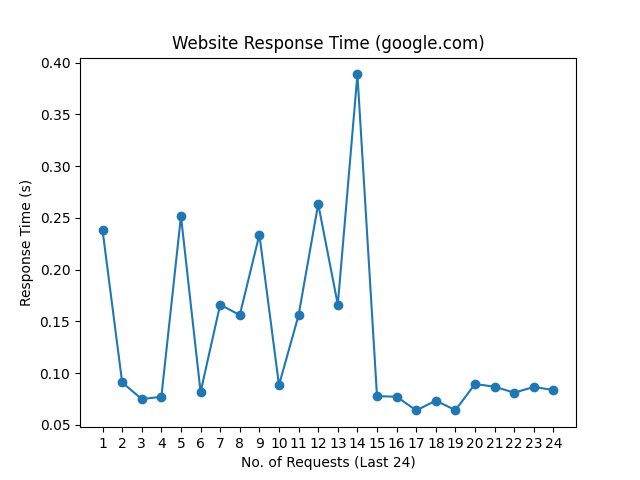 Website Response Time (google.com)
0.40
0.35
0.30
0.25
0.20
0.15
0.10
0.05
Response Time (s)
1 2 3 4 5 6 7 8 9 10 11 12 13 14 15 16 17 18 19 20 21 22 23 24
No. of Requests (Last 24)